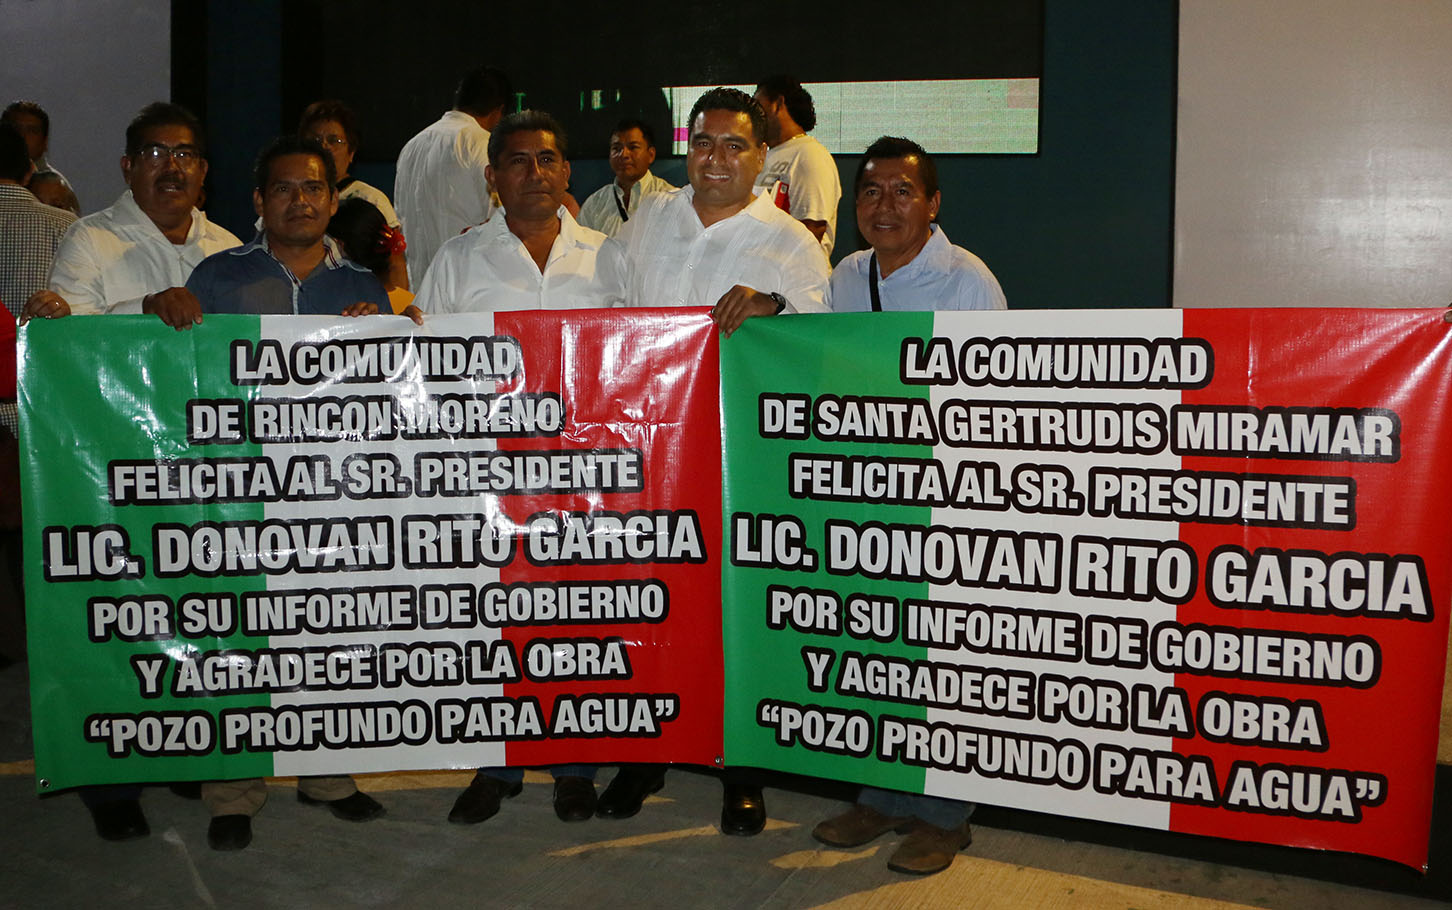 LA COMUNIDAD
DE RINCON MORENO
FELICITA AL SR. PRESIDENTE
LIC. DONOVAN RITO GARCIA
POR SU INFORME DE GOBIERNO
Y AGRADECE POR LA OBRA
“POZO PROFUNDO PARA AGUA”
LA COMUNIDAD
DE SANTA GERTRUDIS MIRAMAR
FELICITA AL SR. PRESIDENTE
LIC. DONOVAN RITO GARCIA
POR SU INFORME DE GOBIERNO
Y AGRADECE POR LA OBRA
“POZO PROFUNDO PARA AGUA”